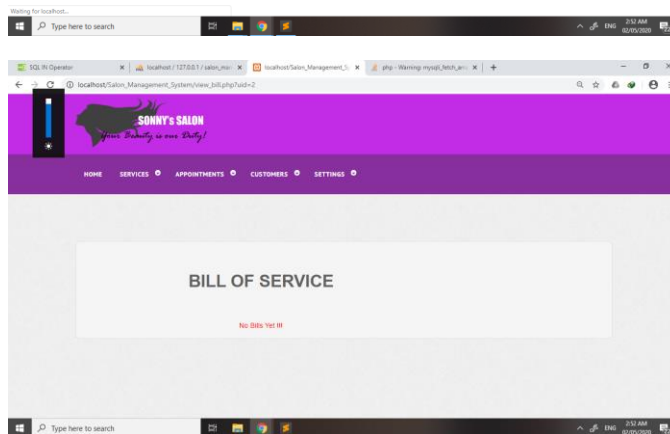 Waiting for localhost...
Type here to search
ENG
2:52 AM
02/05/2020
SQL IN Operator
localhost / 127.0.0.1 / salon_man
localhost/Salon_Management_S
php - Warning mysqli_fetch_arr
localhost/Salon_Management_System/view_bill.php?uid=2
SONNY's SALON
Your Beauty is our Duty!
HOME SERVICES APPOINTMENTS CUSTOMERS SETTINGS
BILL OF SERVICE
No Bills Yet !!!
Type here to search
ENG
2:52 AM
02/05/2020